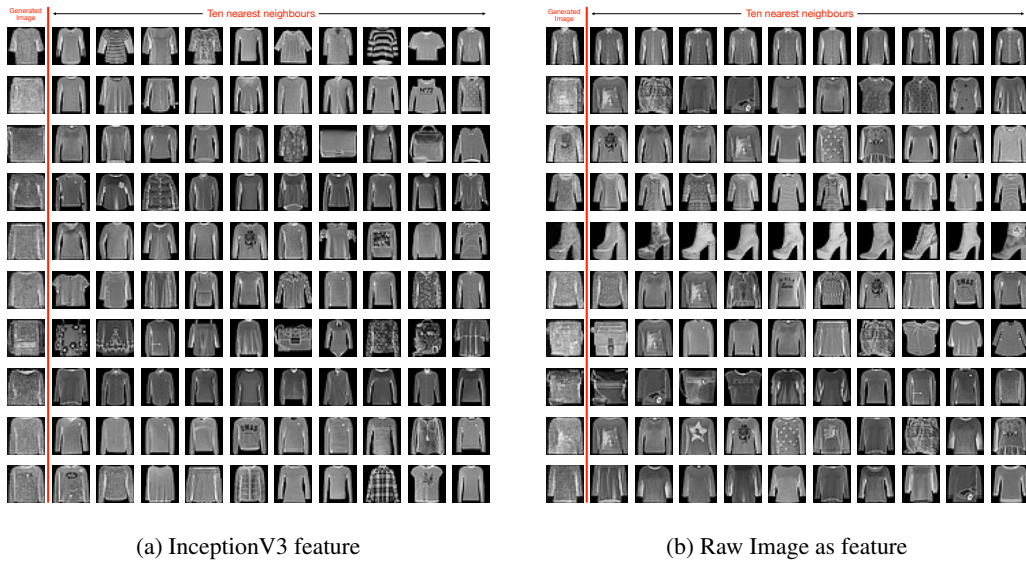 Generated
Image
Ten nearest neighbours
Generated
Image
Ten nearest neighbours
(a) InceptionV3 feature
(b) Raw Image as feature